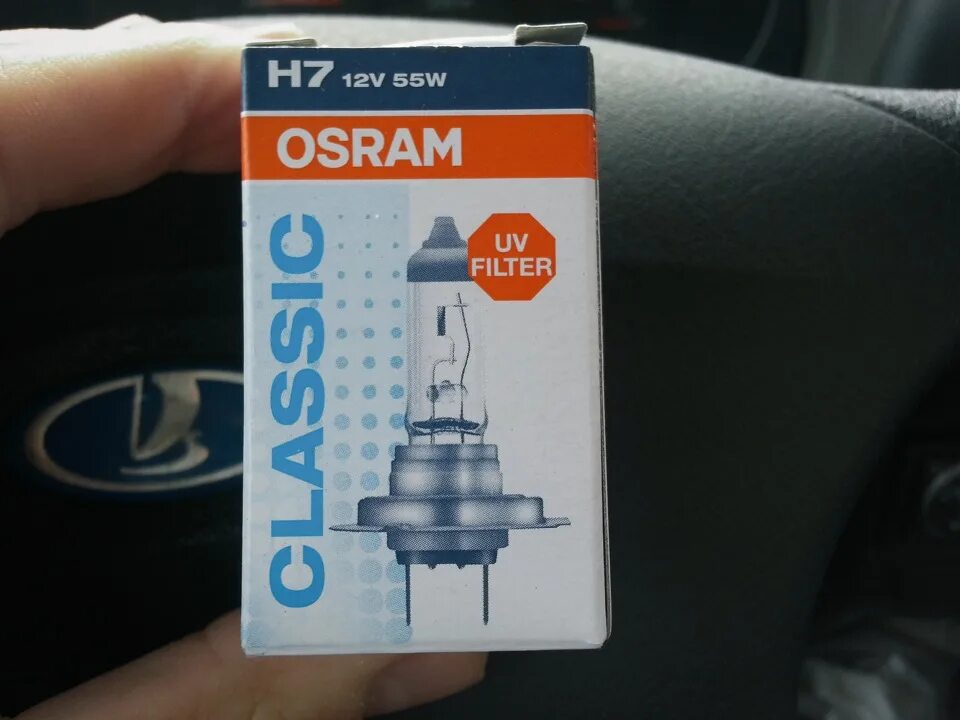 H7 12V 55W
OSRAM
UV
FILTER
CLASSIC